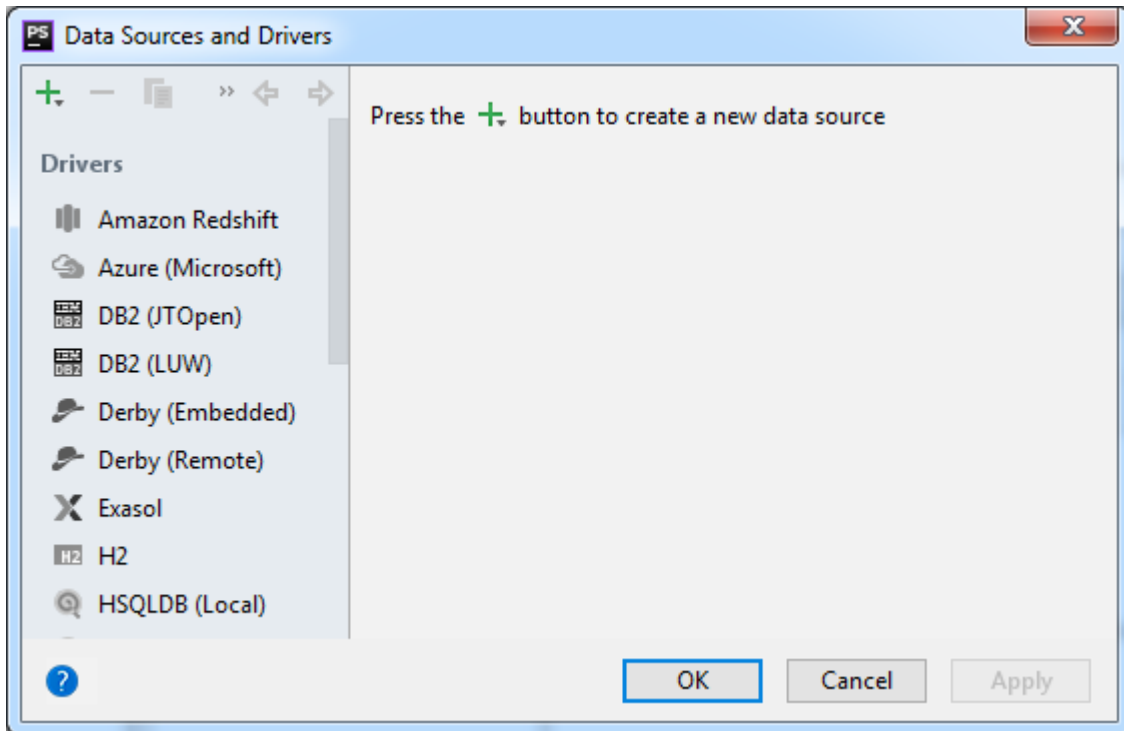 PS Data Sources and Drivers
Press the button to create a new data source
Drivers
Amazon Redshift
Azure (Microsoft)
DB2 (JTOpen)
DB2 (LUW)
Derby (Embedded)
Derby (Remote)
Exasol
H2 H2
HSQLDB (Local)
? OK Cancel Apply